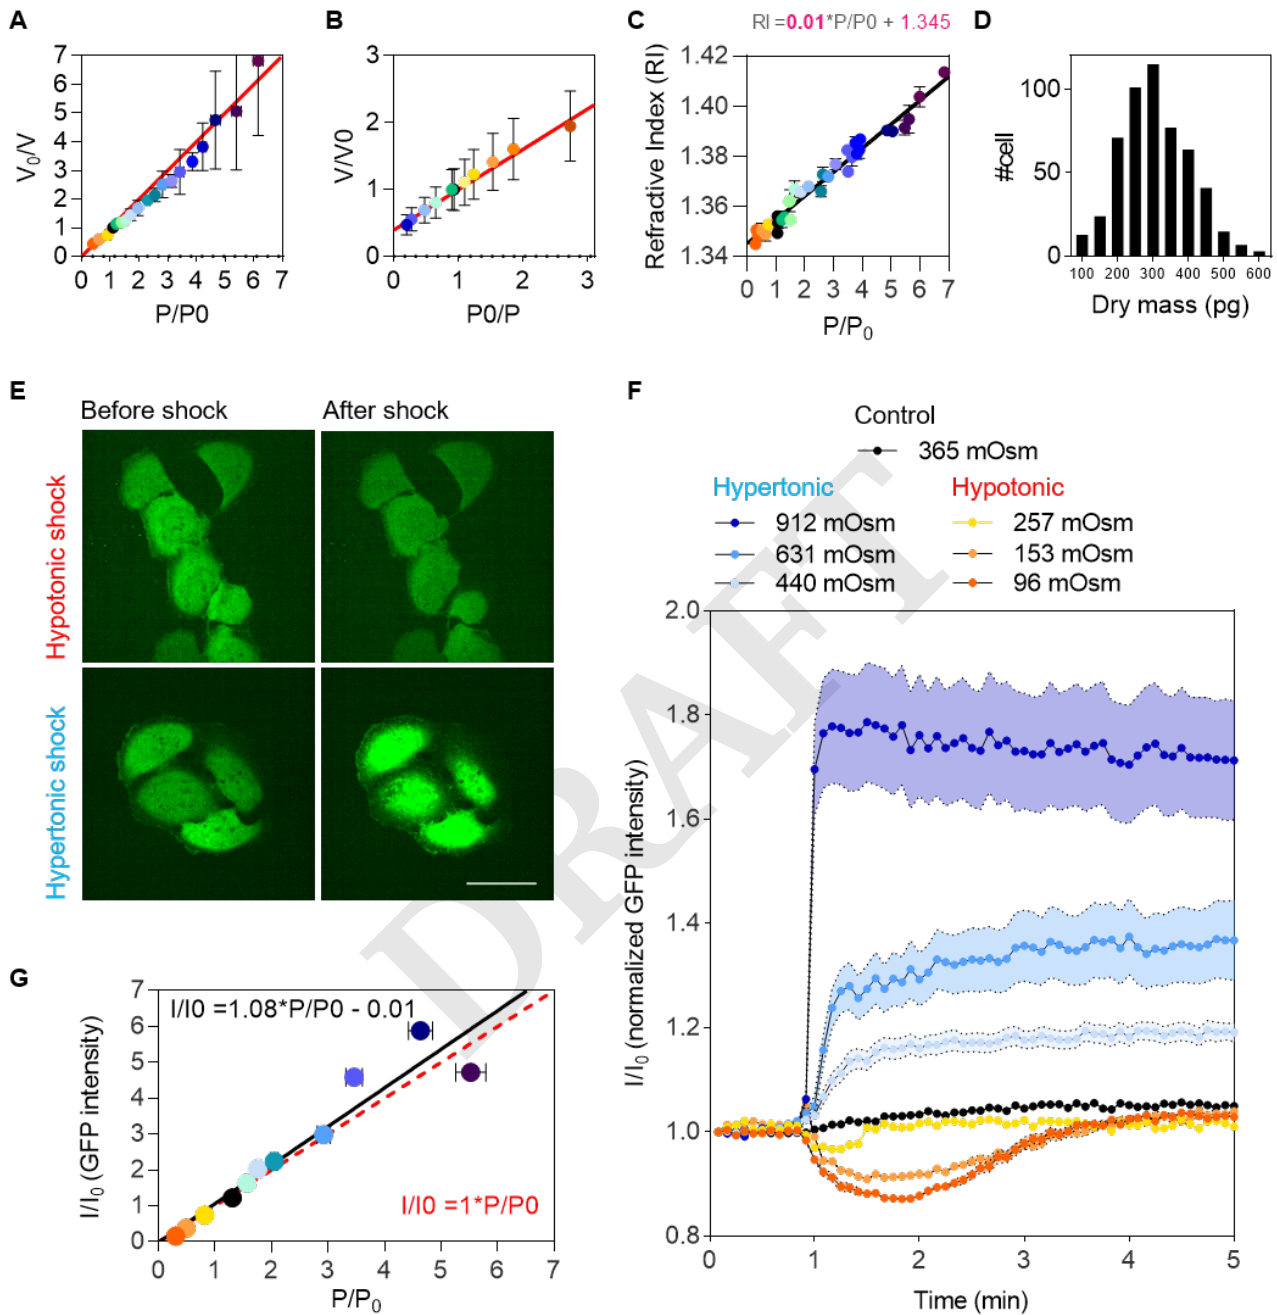 A
V0/V
7
6
5
4
3
2
1
0
0 1 2 3 4 5 6 7
P/P0
B
V/V0
3
2
1
0
0 1 2 3
P0/P
C
RI =0.01*P/P0 + 1.345
Refractive Index (RI)
1.42
1.40
1.38
1.36
1.34
0 1 2 3 4 5 6 7
P/P0
D
#cell
100
50
0
100 200 300 400 500 600
Dry mass (pg)
E
Before shock After shock
Hypotonic shock
Hypertonic shock
F
Control
365 mOsm
Hypertonic Hypotonic
912 mOsm 257 mOsm
631 mOsm 153 mOsm
440 mOsm 96 mOsm
I/I0 (normalized GFP intensity)
2.0
1.8
1.6
1.4
1.2
1.0
0.8
0 1 2 3 4 5
Time (min)
G
I/I0 (GFP intensity)
7
6
5
4
3
2
1
0
I/I0 =1.08*P/P0 - 0.01
I/I0 =1*P/P0
0 1 2 3 4 5 6 7
P/P0
DRAFT